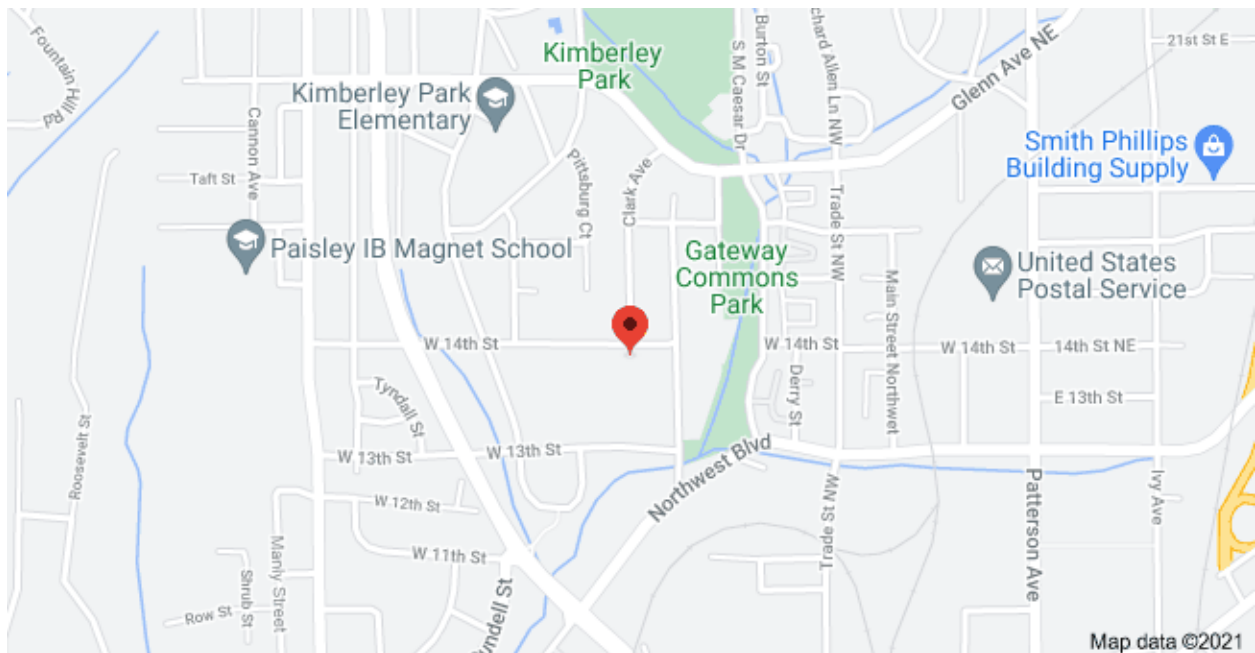 Fountain Hill Rd
Cannon Ave
Kimberley Park
Elementary
Kimberley
Park
Burton St
S M Caesar Dr
chard Allen Ln NW
Glenn Ave NE
21st St E
Smith Phillips
Building Supply
Taft St
Pittsburg Ct
Clark Ave
Trade St NW
Paisley IB Magnet School
Gateway
Commons
Park
Main Street Northwet
United States
Postal Service
W 14th St
W 14th St
W 14th St
14th St NE
Tyndall St
Derry St
E 13th St
Roosevelt St
W 13th St
W 13th St
Northwest Blvd
W 12th St
Trade St NW
Patterson Ave
Ivy Ave
W 11th St
Manly Street
Shrub St
Row St
yndell St
Map data ©2021